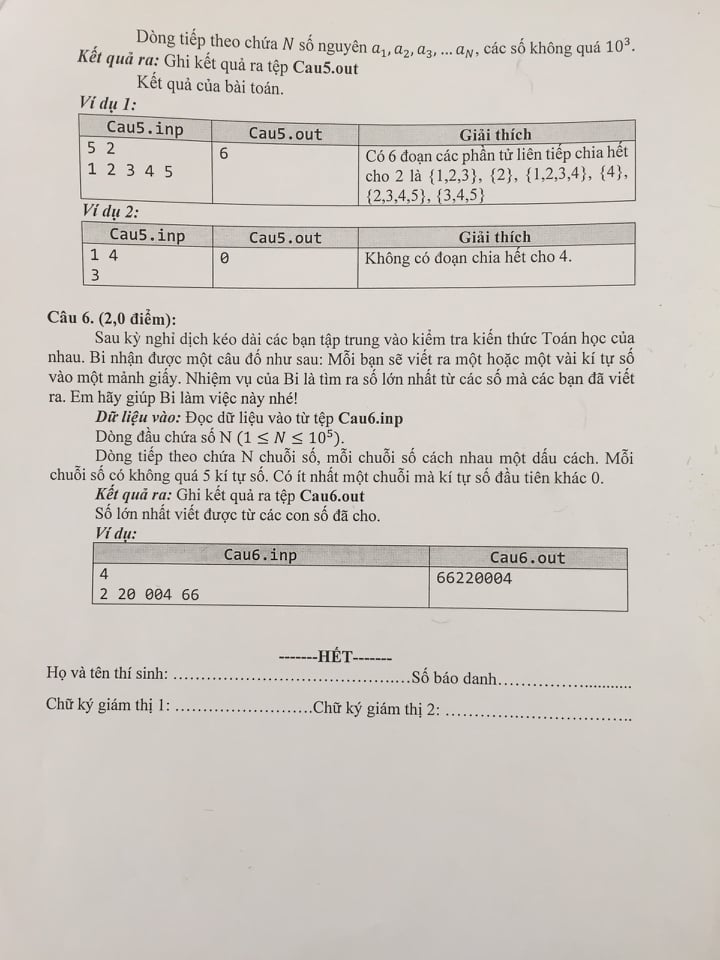 Dòng tiếp theo chứa N số nguyên a₁, a₂, a₃, ... a_N, các số không quá 10³.
Kết quả ra: Ghi kết quả ra tệp Cau5.out
Kết quả của bài toán.
Ví dụ 1:
Cau5.inp Cau5.out Giải thích
5 2 6 Có 6 đoạn các phần tử liên tiếp chia hết
1 2 3 4 5 cho 2 là {1,2,3}, {2}, {1,2,3,4}, {4},
{2,3,4,5}, {3,4,5}
Ví dụ 2:
Cau5.inp Cau5.out Giải thích
1 4 0 Không có đoạn chia hết cho 4.
3
Câu 6. (2,0 điểm):
Sau kỳ nghỉ dịch kéo dài các bạn tập trung vào kiểm tra kiến thức Toán học của
nhau. Bi nhận được một câu đố như sau: Mỗi bạn sẽ viết ra một hoặc một vài kí tự số
vào một mảnh giấy. Nhiệm vụ của Bi là tìm ra số lớn nhất từ các số mà các bạn đã viết
ra. Em hãy giúp Bi làm việc này nhé!
Dữ liệu vào: Đọc dữ liệu vào từ tệp Cau6.inp
Dòng đầu chứa số N (1 ≤ N ≤ 10⁵).
Dòng tiếp theo chứa N chuỗi số, mỗi chuỗi số cách nhau một dấu cách. Mỗi
chuỗi số có không quá 5 kí tự số. Có ít nhất một chuỗi mà kí tự số đầu tiên khác 0.
Kết quả ra: Ghi kết quả ra tệp Cau6.out
Số lớn nhất viết được từ các con số đã cho.
Ví dụ:
Cau6.inp Cau6.out
4 66220004
2 20 004 66
-------HẾT-------
Họ và tên thí sinh: ..........................................Số báo danh...........................
Chữ ký giám thị 1: ..........................Chữ ký giám thị 2: ...................................